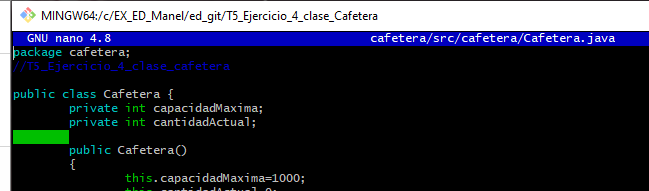 MINGW64:/c/EX_ED_Manel/ed_git/T5_Ejercicio_4_clase_Cafetera
GNU nano 4.8 cafetera/src/cafetera/Cafetera.java
package cafetera;
//T5_Ejercicio_4_clase_cafetera
public class Cafetera {
private int capacidadMaxima;
private int cantidadActual;
public Cafetera()
{
this.capacidadMaxima=1000;
this.cantidadActual=0;